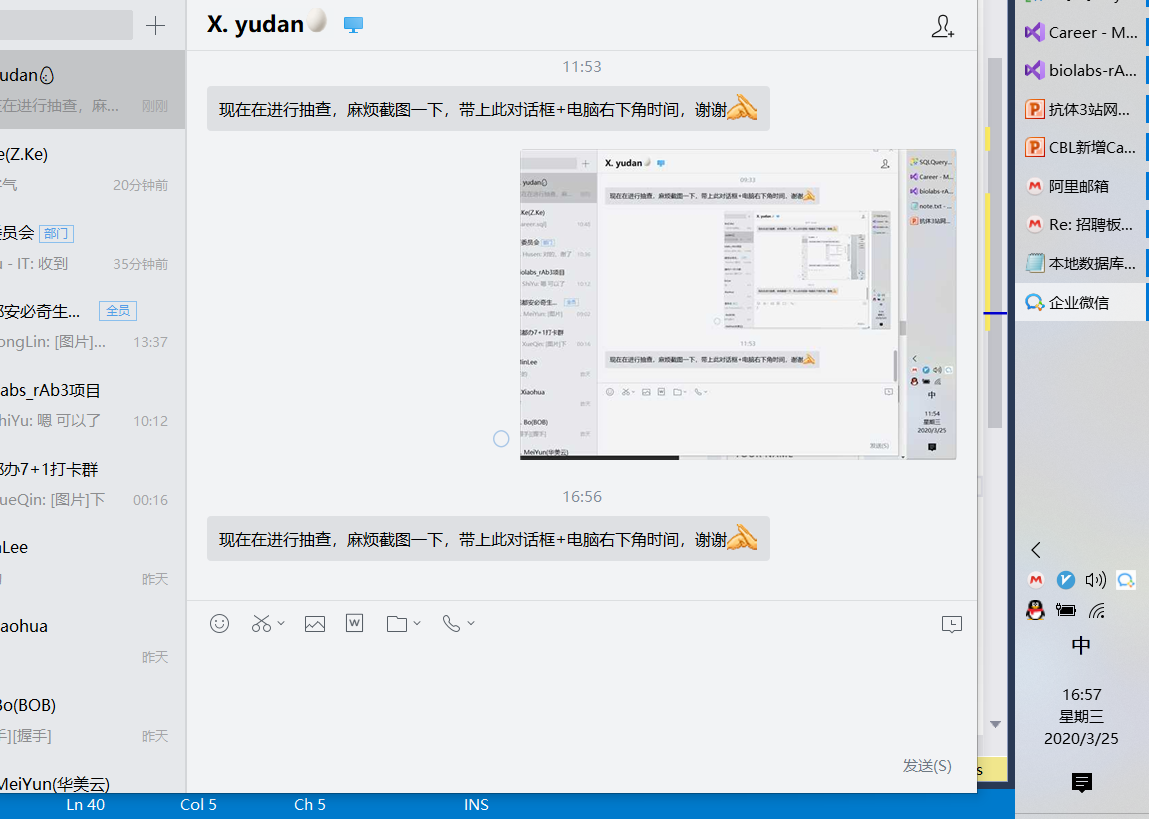 X. yudan
udan
在进行抽查，麻... 刚刚
e(Z.Ke)
气 20分钟前
员会 部门
u - IT: 收到 35分钟前
都安必奇生... 全员
ongLin: [图片]... 13:37
labs_rAb3项目
hiYu: 嗯 可以了 10:12
都办7+1打卡群
ueQin: [图片]下 00:16
nLee
昨天
aohua
昨天
Bo(BOB)
手][握手] 昨天
MeiYun(华美云)
11:53
现在在进行抽查，麻烦截图一下，带上此对话框+电脑右下角时间，谢谢
X. yudan
09:33
现在在进行抽查，麻烦截图一下，带上此对话框+电脑右下角时间，谢谢
11:53
现在在进行抽查，麻烦截图一下，带上此对话框+电脑右下角时间，谢谢
发送(S)
SQLQuery...
Career - M...
biolabs-rA...
note.txt - ...
抗体3站网...
中
11:54
星期三
2020/3/25
16:56
现在在进行抽查，麻烦截图一下，带上此对话框+电脑右下角时间，谢谢
发送(S)
Ln 40 Col 5 Ch 5 INS
Career - M...
biolabs-rA...
抗体3站网...
CBL新增Ca...
阿里邮箱
Re: 招聘板...
本地数据库...
企业微信
中
16:57
星期三
2020/3/25